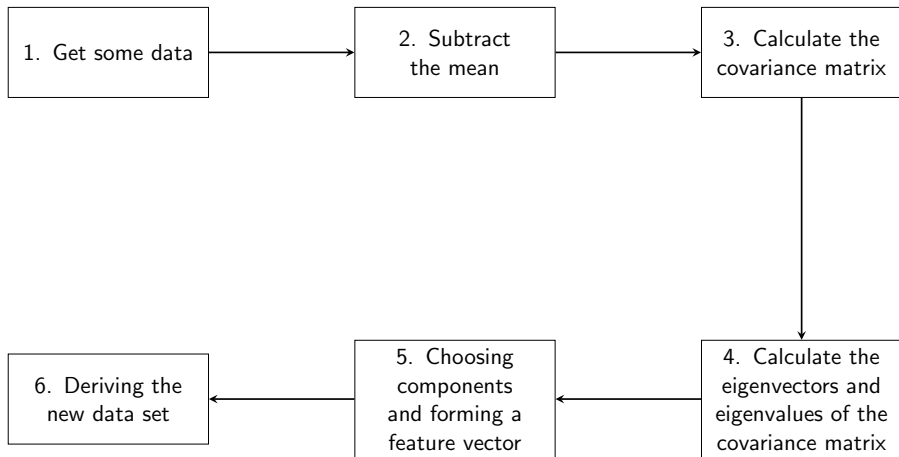 1. Get some data
2. Subtract
the mean
3. Calculate the
covariance matrix
4. Calculate the
eigenvectors and
eigenvalues of the
covariance matrix
5. Choosing
components
and forming a
feature vector
6. Deriving the
new data set